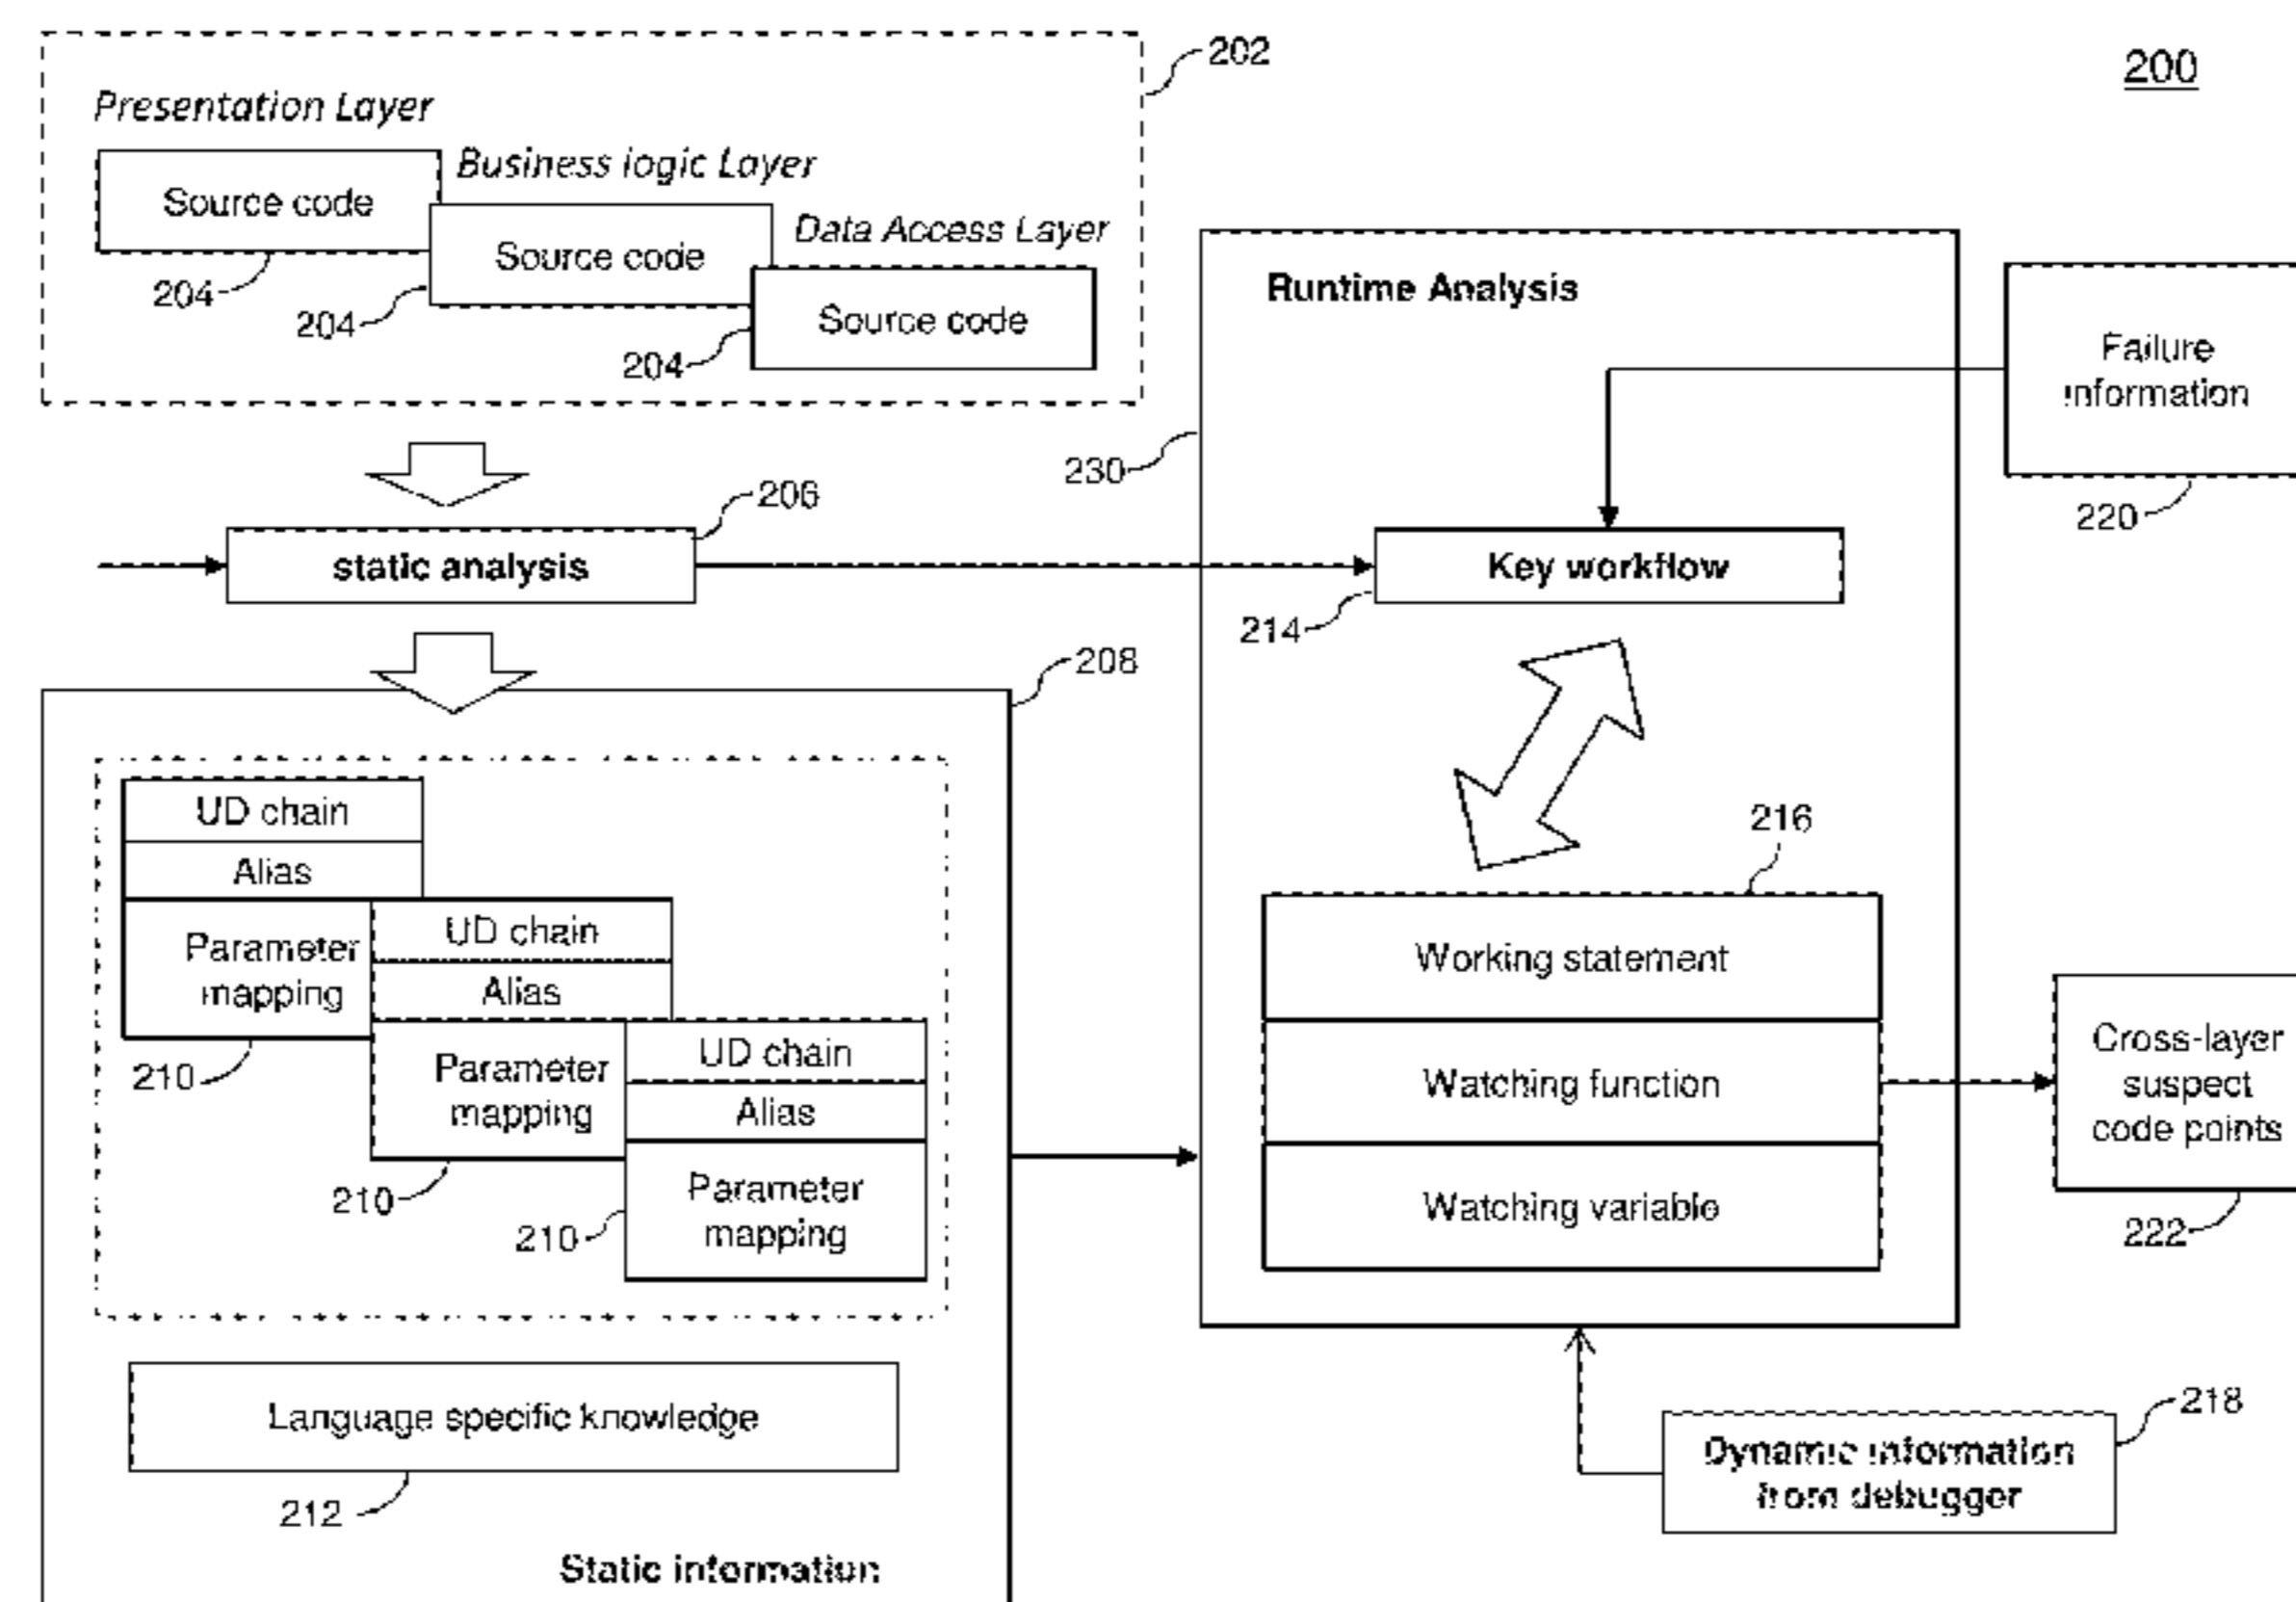 202
200
Presentation Layer
Business logic Layer
Data Access Layer
Source code
Source code
Source code
204
204
204
Runtime Analysis
Failure
information
220
230
206
static analysis
Key workflow
214
208
UD chain
Alias
Parameter
mapping
210
UD chain
Alias
Parameter
mapping
210
UD chain
Alias
Parameter
mapping
210
216
Working statement
Watching function
Watching variable
Cross-layer
suspect
code points
222
Language specific knowledge
212
218
Dynamic information
from debugger
Static information